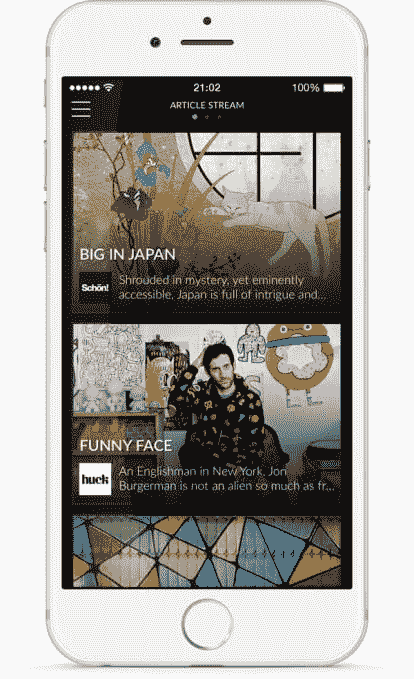 21:02
100%
ARTICLE STREAM
BIG IN JAPAN
Schön!
Shrouded in mystery, yet eminently
accessible, Japan is full of intrigue and...
FUNNY FACE
huck
An Englishman in New York, Jon
Burgerman is not an alien so much as fr...